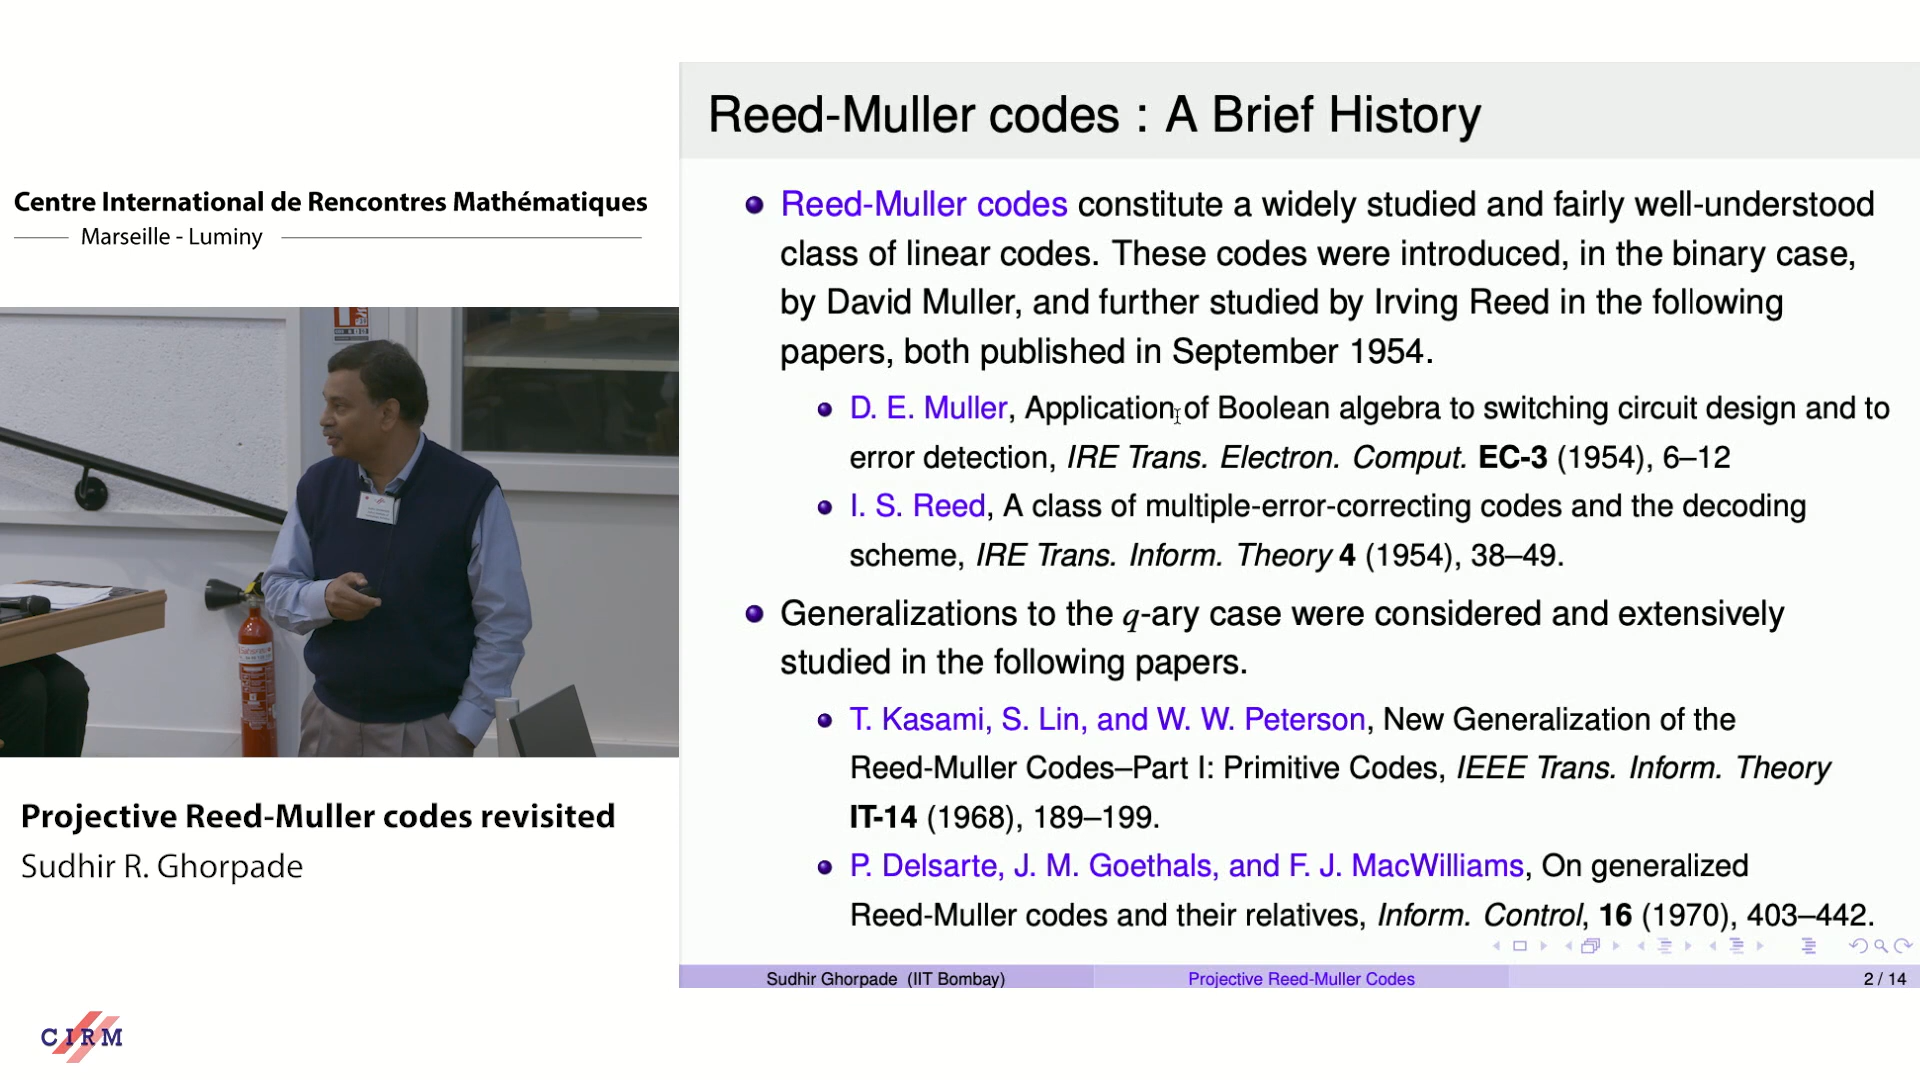 Centre International de Rencontres Mathématiques
Marseille - Luminy
Projective Reed-Muller codes revisited
Sudhir R. Ghorpade
CIRM
Reed-Muller codes : A Brief History
Reed-Muller codes constitute a widely studied and fairly well-understood
class of linear codes. These codes were introduced, in the binary case,
by David Muller, and further studied by Irving Reed in the following
papers, both published in September 1954.
D. E. Muller, Application of Boolean algebra to switching circuit design and to
error detection, IRE Trans. Electron. Comput. EC-3 (1954), 6–12
I. S. Reed, A class of multiple-error-correcting codes and the decoding
scheme, IRE Trans. Inform. Theory 4 (1954), 38–49.
Generalizations to the q-ary case were considered and extensively
studied in the following papers.
T. Kasami, S. Lin, and W. W. Peterson, New Generalization of the
Reed-Muller Codes–Part I: Primitive Codes, IEEE Trans. Inform. Theory
IT-14 (1968), 189–199.
P. Delsarte, J. M. Goethals, and F. J. MacWilliams, On generalized
Reed-Muller codes and their relatives, Inform. Control, 16 (1970), 403–442.
Sudhir Ghorpade (IIT Bombay)
Projective Reed-Muller Codes
2 / 14